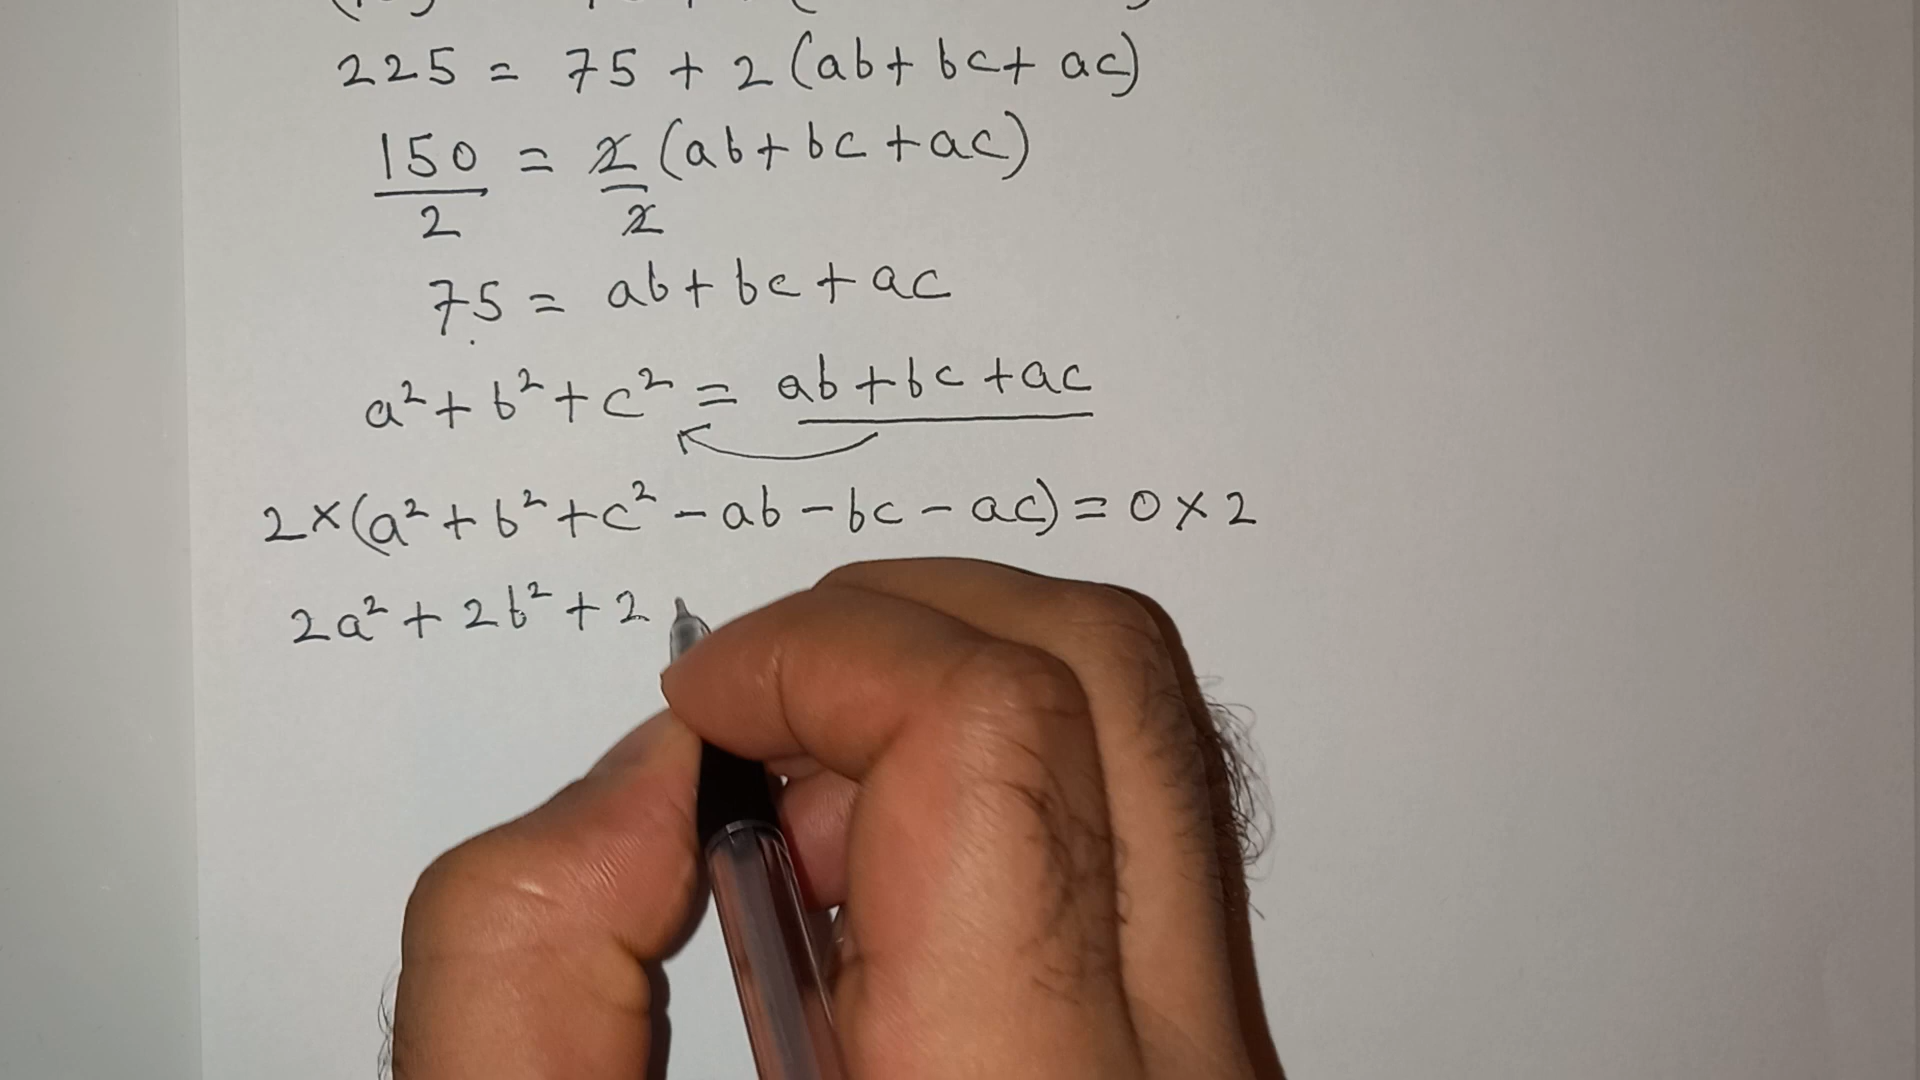 225 = 75 + 2 (ab + bc + ac)
150/2 = 2/2 (ab + bc + ac)
75 = ab + bc + ac
a² + b² + c² = ab + bc + ac
2 × (a² + b² + c² − ab − bc − ac) = 0 × 2
2a² + 2b² + 2